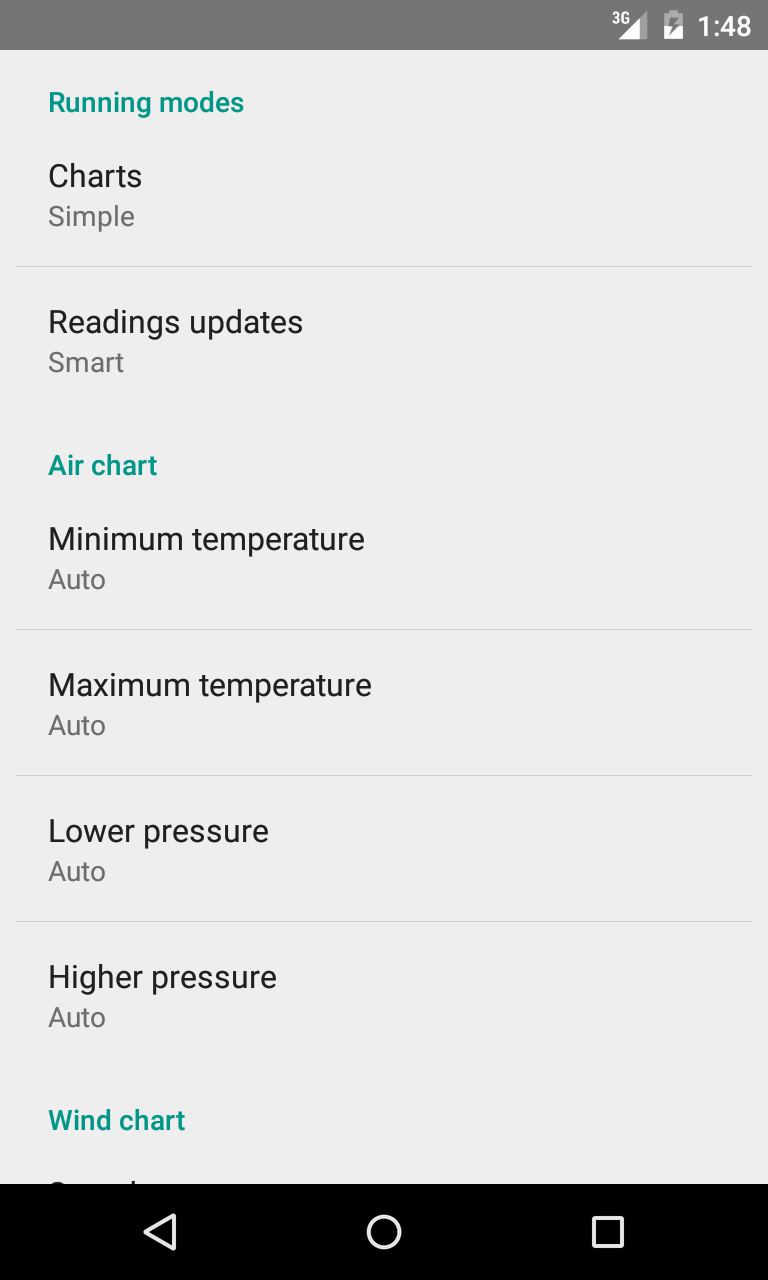 3G 1:48
Running modes
Charts
Simple
Readings updates
Smart
Air chart
Minimum temperature
Auto
Maximum temperature
Auto
Lower pressure
Auto
Higher pressure
Auto
Wind chart